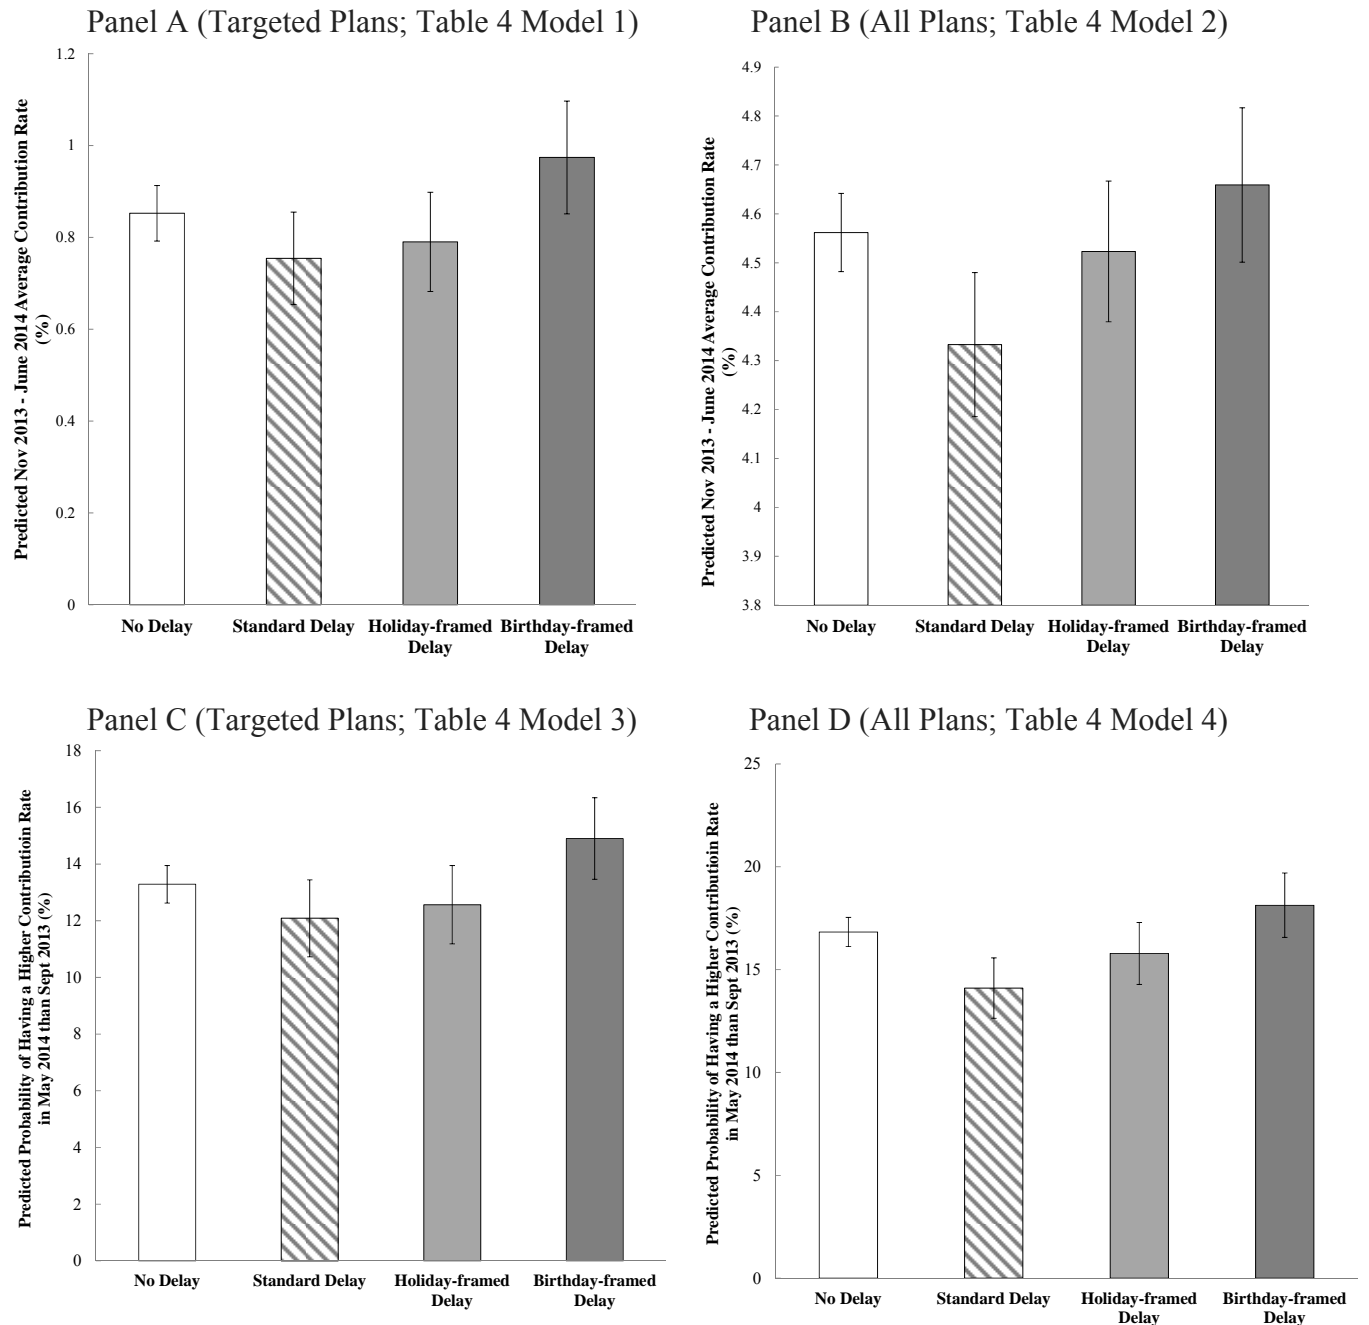 Panel A (Targeted Plans; Table 4 Model 1)
Predicted Nov 2013 - June 2014 Average Contribution Rate
(%)
1.2
1
0.8
0.6
0.4
0.2
0
No Delay
Standard Delay
Holiday-framed
Delay
Birthday-framed
Delay
Panel B (All Plans; Table 4 Model 2)
Predicted Nov 2013 - June 2014 Average Contribution Rate
(%)
4.9
4.8
4.7
4.6
4.5
4.4
4.3
4.2
4.1
4
3.9
3.8
No Delay
Standard Delay
Holiday-framed
Delay
Birthday-framed
Delay
Panel C (Targeted Plans; Table 4 Model 3)
Predicted Probability of Having a Higher Contributioin Rate
in May 2014 than Sept 2013 (%)
18
16
14
12
10
8
6
4
2
0
No Delay
Standard Delay
Holiday-framed
Delay
Birthday-framed
Delay
Panel D (All Plans; Table 4 Model 4)
Predicted Probability of Having a Higher Contributioin Rate
in May 2014 than Sept 2013 (%)
25
20
15
10
5
0
No Delay
Standard Delay
Holiday-framed
Delay
Birthday-framed
Delay